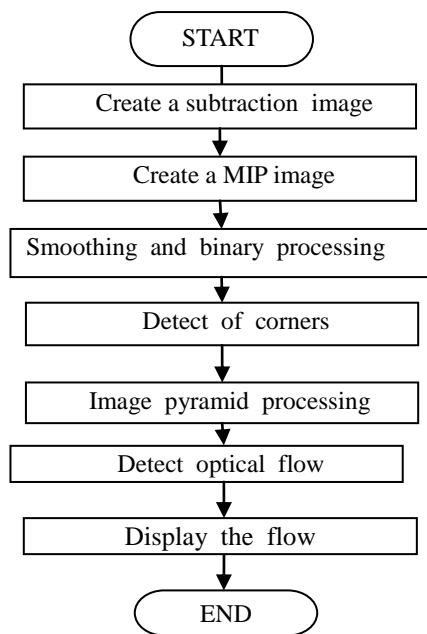 START
Create a subtraction image
Create a MIP image
Smoothing and binary processing
Detect of corners
Image pyramid processing
Detect optical flow
Display the flow
END